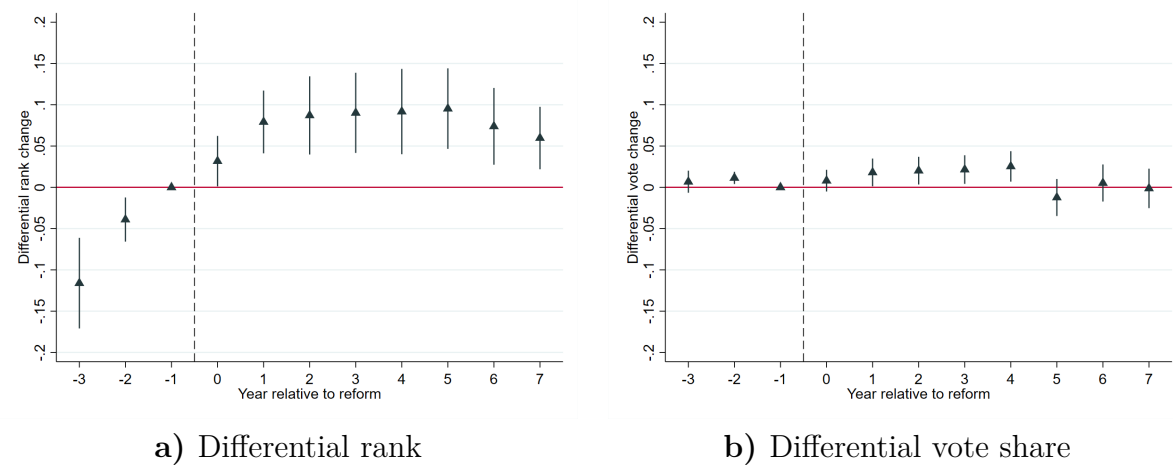 Differential rank change
.2
.15
.1
.05
0
-.05
-.1
-.15
-.2
-3 -2 -1 0 1 2 3 4 5 6 7
Year relative to reform
a) Differential rank
Differential vote change
.2
.15
.1
.05
0
-.05
-.1
-.15
-.2
-3 -2 -1 0 1 2 3 4 5 6 7
Year relative to reform
b) Differential vote share